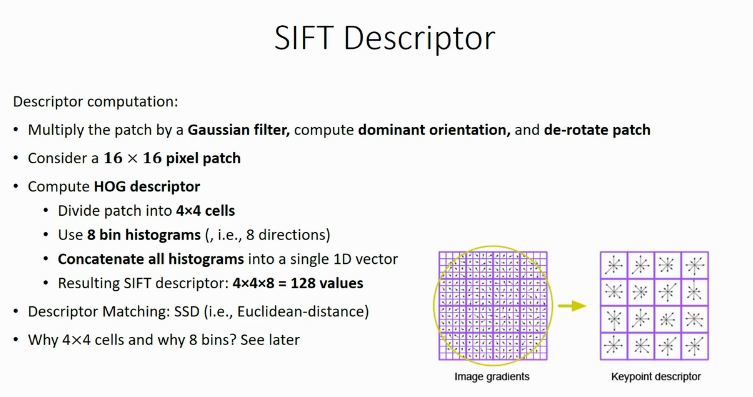 SIFT Descriptor
Descriptor computation:
• Multiply the patch by a Gaussian filter, compute dominant orientation, and de-rotate patch
• Consider a 16 × 16 pixel patch
• Compute HOG descriptor
• Divide patch into 4×4 cells
• Use 8 bin histograms (, i.e., 8 directions)
• Concatenate all histograms into a single 1D vector
• Resulting SIFT descriptor: 4×4×8 = 128 values
• Descriptor Matching: SSD (i.e., Euclidean-distance)
• Why 4×4 cells and why 8 bins? See later
Image gradients
Keypoint descriptor